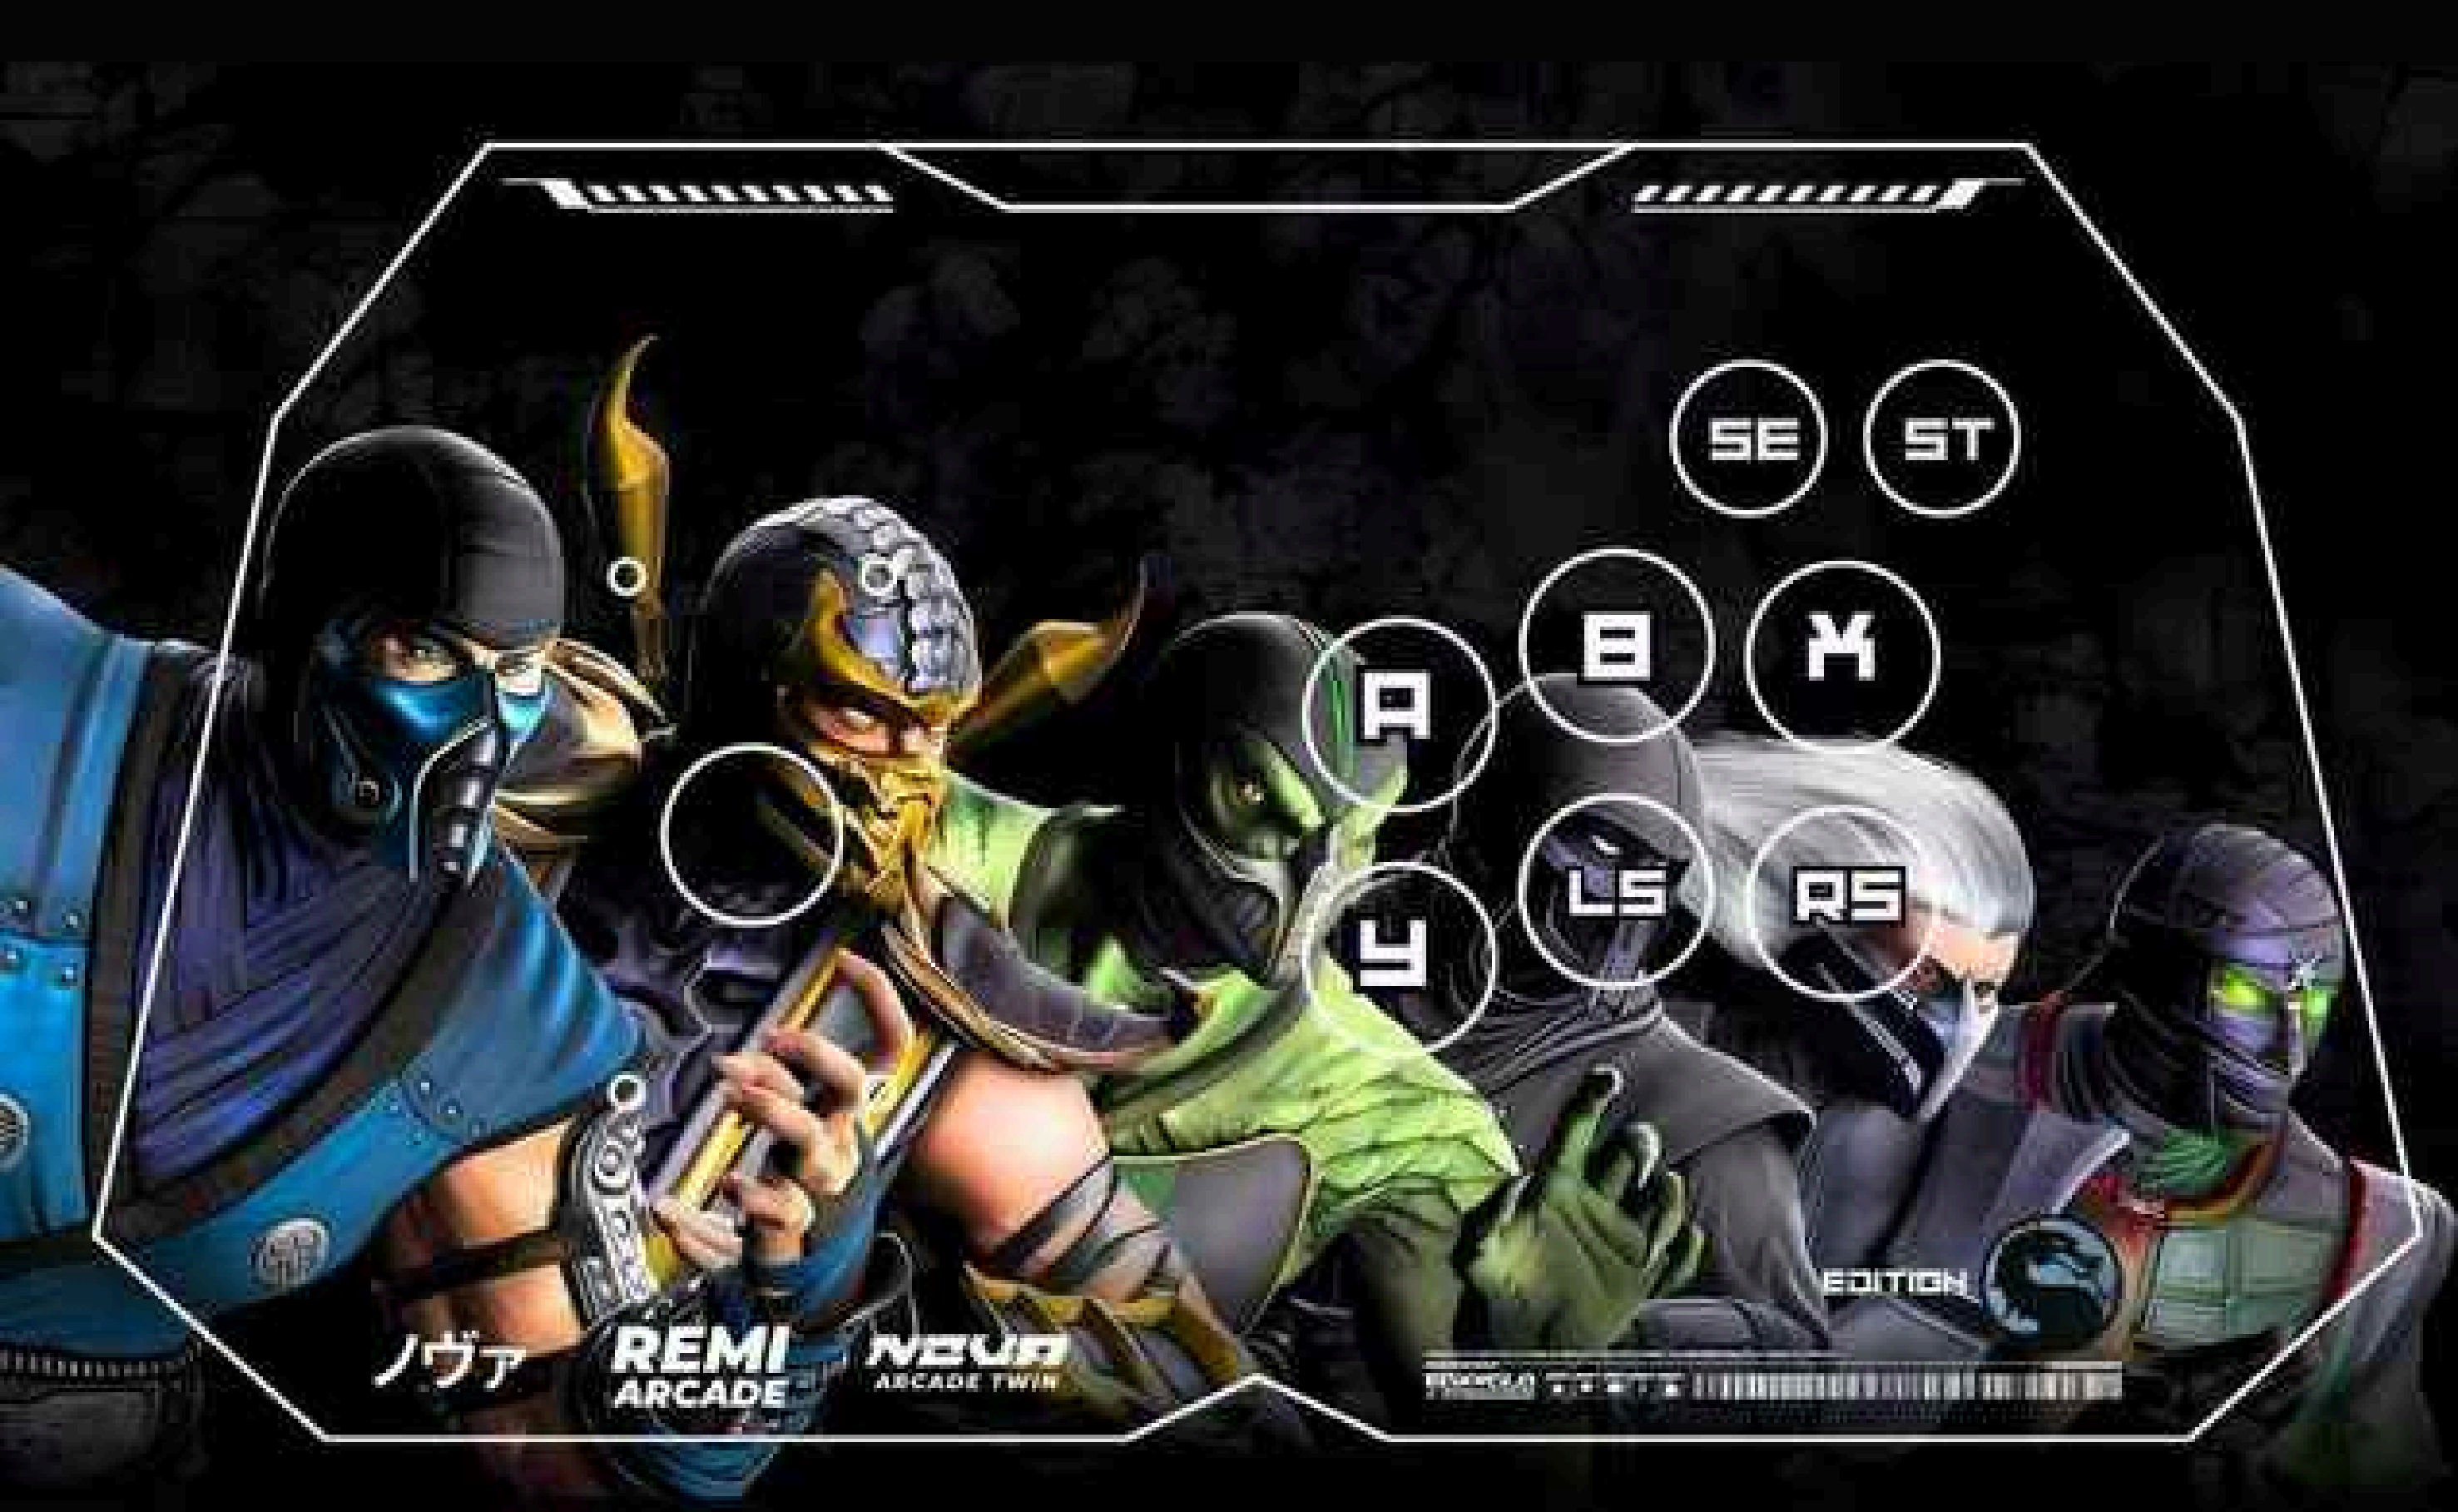 SE ST
A B X
Y LS RS
EDITION
ノヴァ
REMI
ARCADE
NOVA
ARCADE TWIN